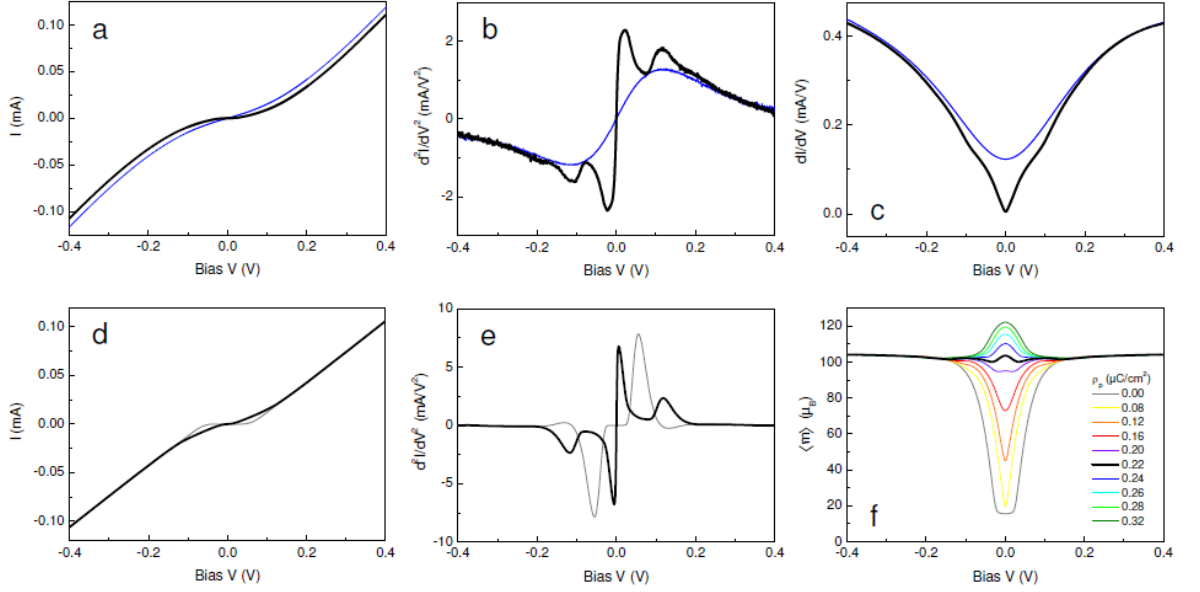 a
I (mA)
0.10
0.05
0.00
-0.05
-0.10
-0.4 -0.2 0.0 0.2 0.4
Bias V (V)
b
d²I/dV² (mA/V²)
2
0
-2
-0.4 -0.2 0.0 0.2 0.4
Bias V (V)
c
dI/dV (mA/V)
0.4
0.2
0.0
-0.4 -0.2 0.0 0.2 0.4
Bias V (V)
d
I (mA)
0.10
0.05
0.00
-0.05
-0.10
-0.4 -0.2 0.0 0.2 0.4
Bias V (V)
e
d²I/dV² (mA/V²)
10
5
0
-5
-10
-0.4 -0.2 0.0 0.2 0.4
Bias V (V)
f
⟨m⟩ (μ_B)
120
100
80
60
40
20
0
ρ_p (μC/cm²)
0.00
0.08
0.12
0.16
0.20
0.22
0.24
0.26
0.28
0.32
-0.4 -0.2 0.0 0.2 0.4
Bias V (V)